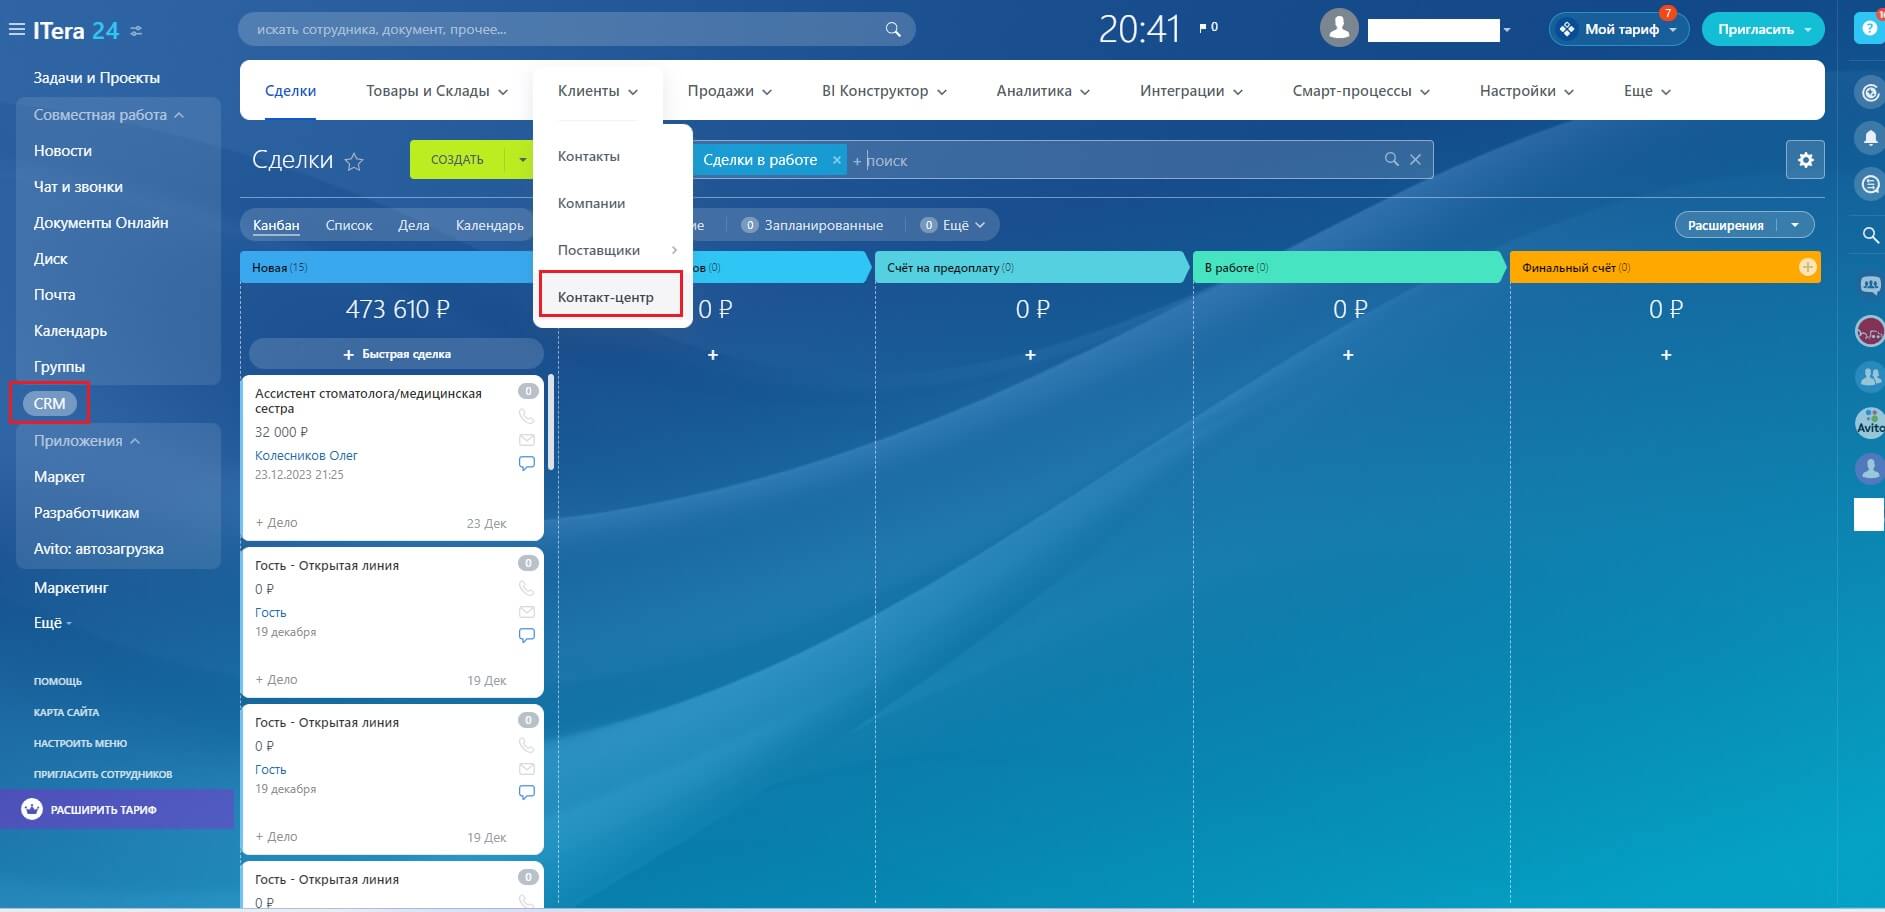 ITera 24
искать сотрудника, документ, прочее...
20:41
0
7
Мой тариф
Пригласить
Задачи и Проекты
Совместная работа
Новости
Чат и звонки
Документы Онлайн
Диск
Почта
Календарь
Группы
CRM
Приложения
Маркет
Разработчикам
Avito: автозагрузка
Маркетинг
Ещё
ПОМОЩЬ
КАРТА САЙТА
НАСТРОИТЬ МЕНЮ
ПРИГЛАСИТЬ СОТРУДНИКОВ
РАСШИРИТЬ ТАРИФ
Сделки
Товары и Склады
Клиенты
Продажи
BI Конструктор
Аналитика
Интеграции
Смарт-процессы
Настройки
Еще
Контакты
Компании
Поставщики
Контакт-центр
Сделки
СОЗДАТЬ
Сделки в работе ×
+ поиск
Канбан
Список
Дела
Календарь
ие
0 Запланированные
0 Ещё
Расширения
Новая (15)
473 610 ₽
+ Быстрая сделка
ов (0)
0 ₽
+
Счёт на предоплату (0)
0 ₽
+
В работе (0)
0 ₽
+
Финальный счёт (0)
0 ₽
+
Ассистент стоматолога/медицинская
сестра
0
32 000 ₽
Колесников Олег
23.12.2023 21:25
+ Дело
23 Дек
Гость - Открытая линия
0
0 ₽
Гость
19 декабря
+ Дело
19 Дек
Гость - Открытая линия
0
0 ₽
Гость
19 декабря
+ Дело
19 Дек
Гость - Открытая линия
0
0 ₽
?
Avito